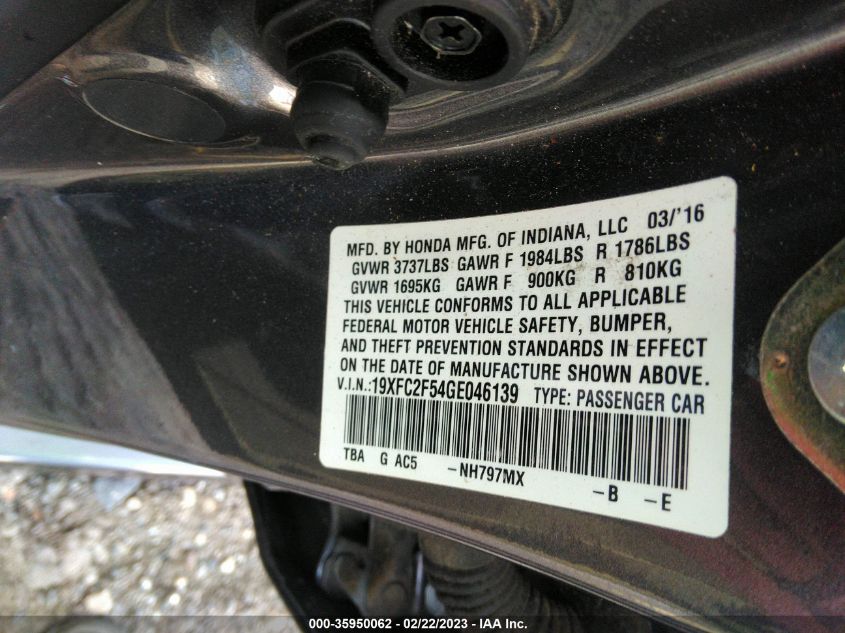 MFD. BY HONDA MFG. OF INDIANA, LLC 03/'16
GVWR 3737LBS GAWR F 1984LBS R 1786LBS
GVWR 1695KG GAWR F 900KG R 810KG
THIS VEHICLE CONFORMS TO ALL APPLICABLE
FEDERAL MOTOR VEHICLE SAFETY, BUMPER,
AND THEFT PREVENTION STANDARDS IN EFFECT
ON THE DATE OF MANUFACTURE SHOWN ABOVE.
V.I.N.:19XFC2F54GE046139 TYPE: PASSENGER CAR
TBA G AC5 -NH797MX -B -E
000-35950062 - 02/22/2023 - IAA Inc.